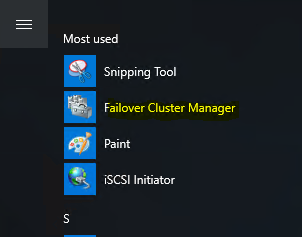 Most used
Snipping Tool
Failover Cluster Manager
Paint
iSCSI Initiator
S